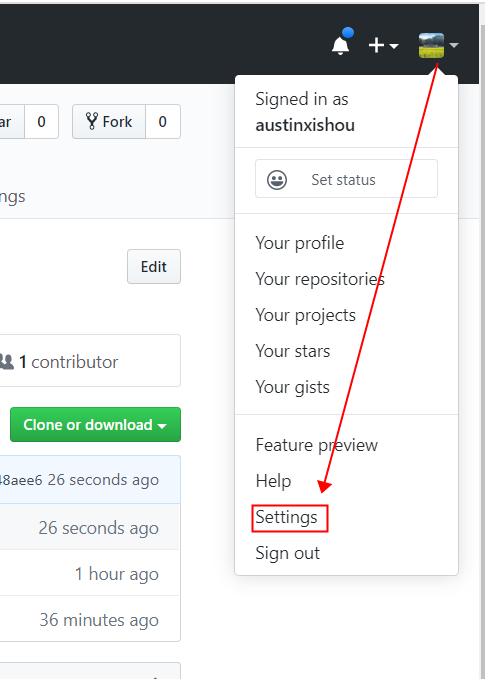 ar 0 Fork 0
ngs
Edit
1 contributor
Clone or download
48aee6 26 seconds ago
26 seconds ago
1 hour ago
36 minutes ago
Signed in as
austinxishou
Set status
Your profile
Your repositories
Your projects
Your stars
Your gists
Feature preview
Help
Settings
Sign out